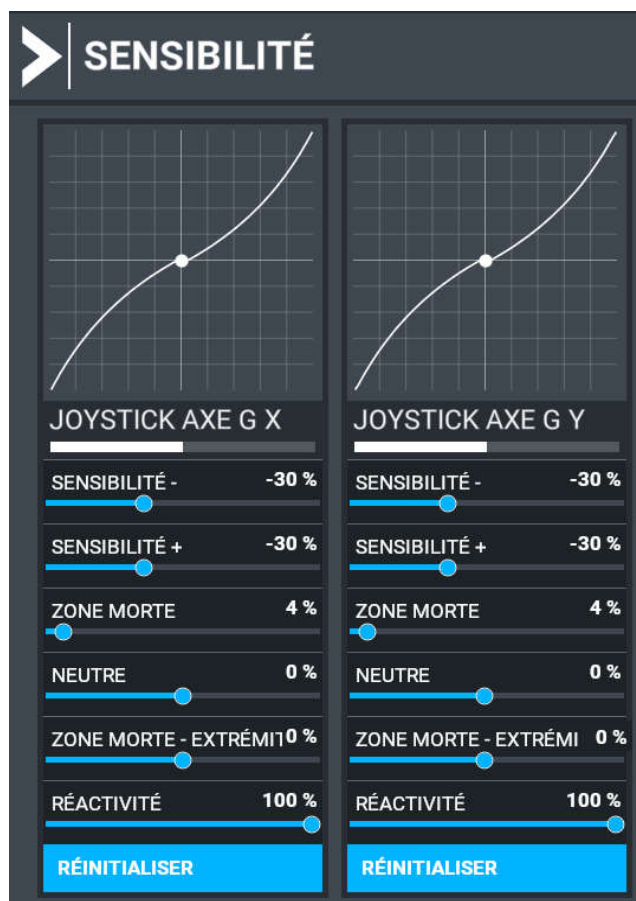 SENSIBILITÉ
JOYSTICK AXE G X
SENSIBILITÉ - -30 %
SENSIBILITÉ + -30 %
ZONE MORTE 4 %
NEUTRE 0 %
ZONE MORTE - EXTRÉMIT 0 %
RÉACTIVITÉ 100 %
RÉINITIALISER
JOYSTICK AXE G Y
SENSIBILITÉ - -30 %
SENSIBILITÉ + -30 %
ZONE MORTE 4 %
NEUTRE 0 %
ZONE MORTE - EXTRÉMI 0 %
RÉACTIVITÉ 100 %
RÉINITIALISER